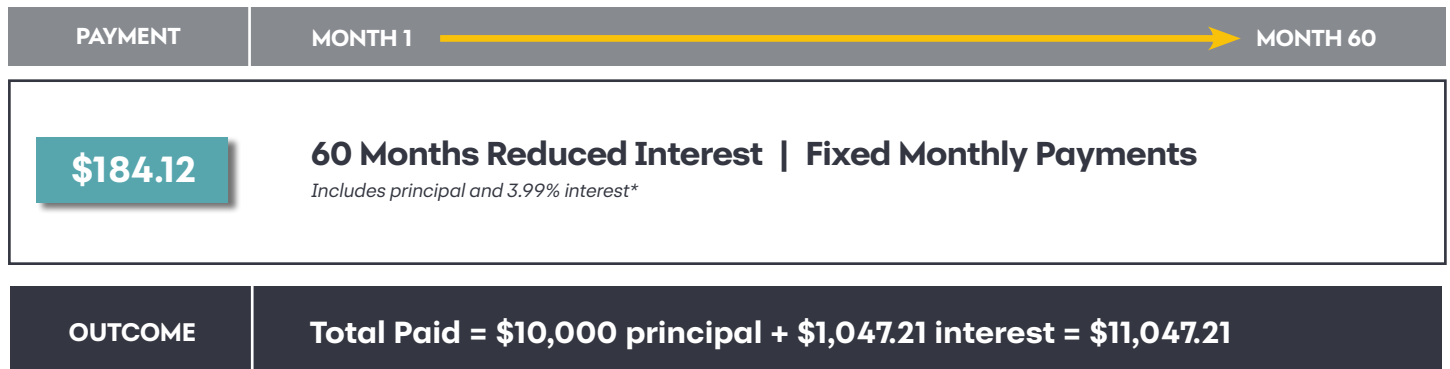 PAYMENT
MONTH 1
MONTH 60
$184.12
60 Months Reduced Interest | Fixed Monthly Payments
Includes principal and 3.99% interest*
OUTCOME
Total Paid = $10,000 principal + $1,047.21 interest = $11,047.21